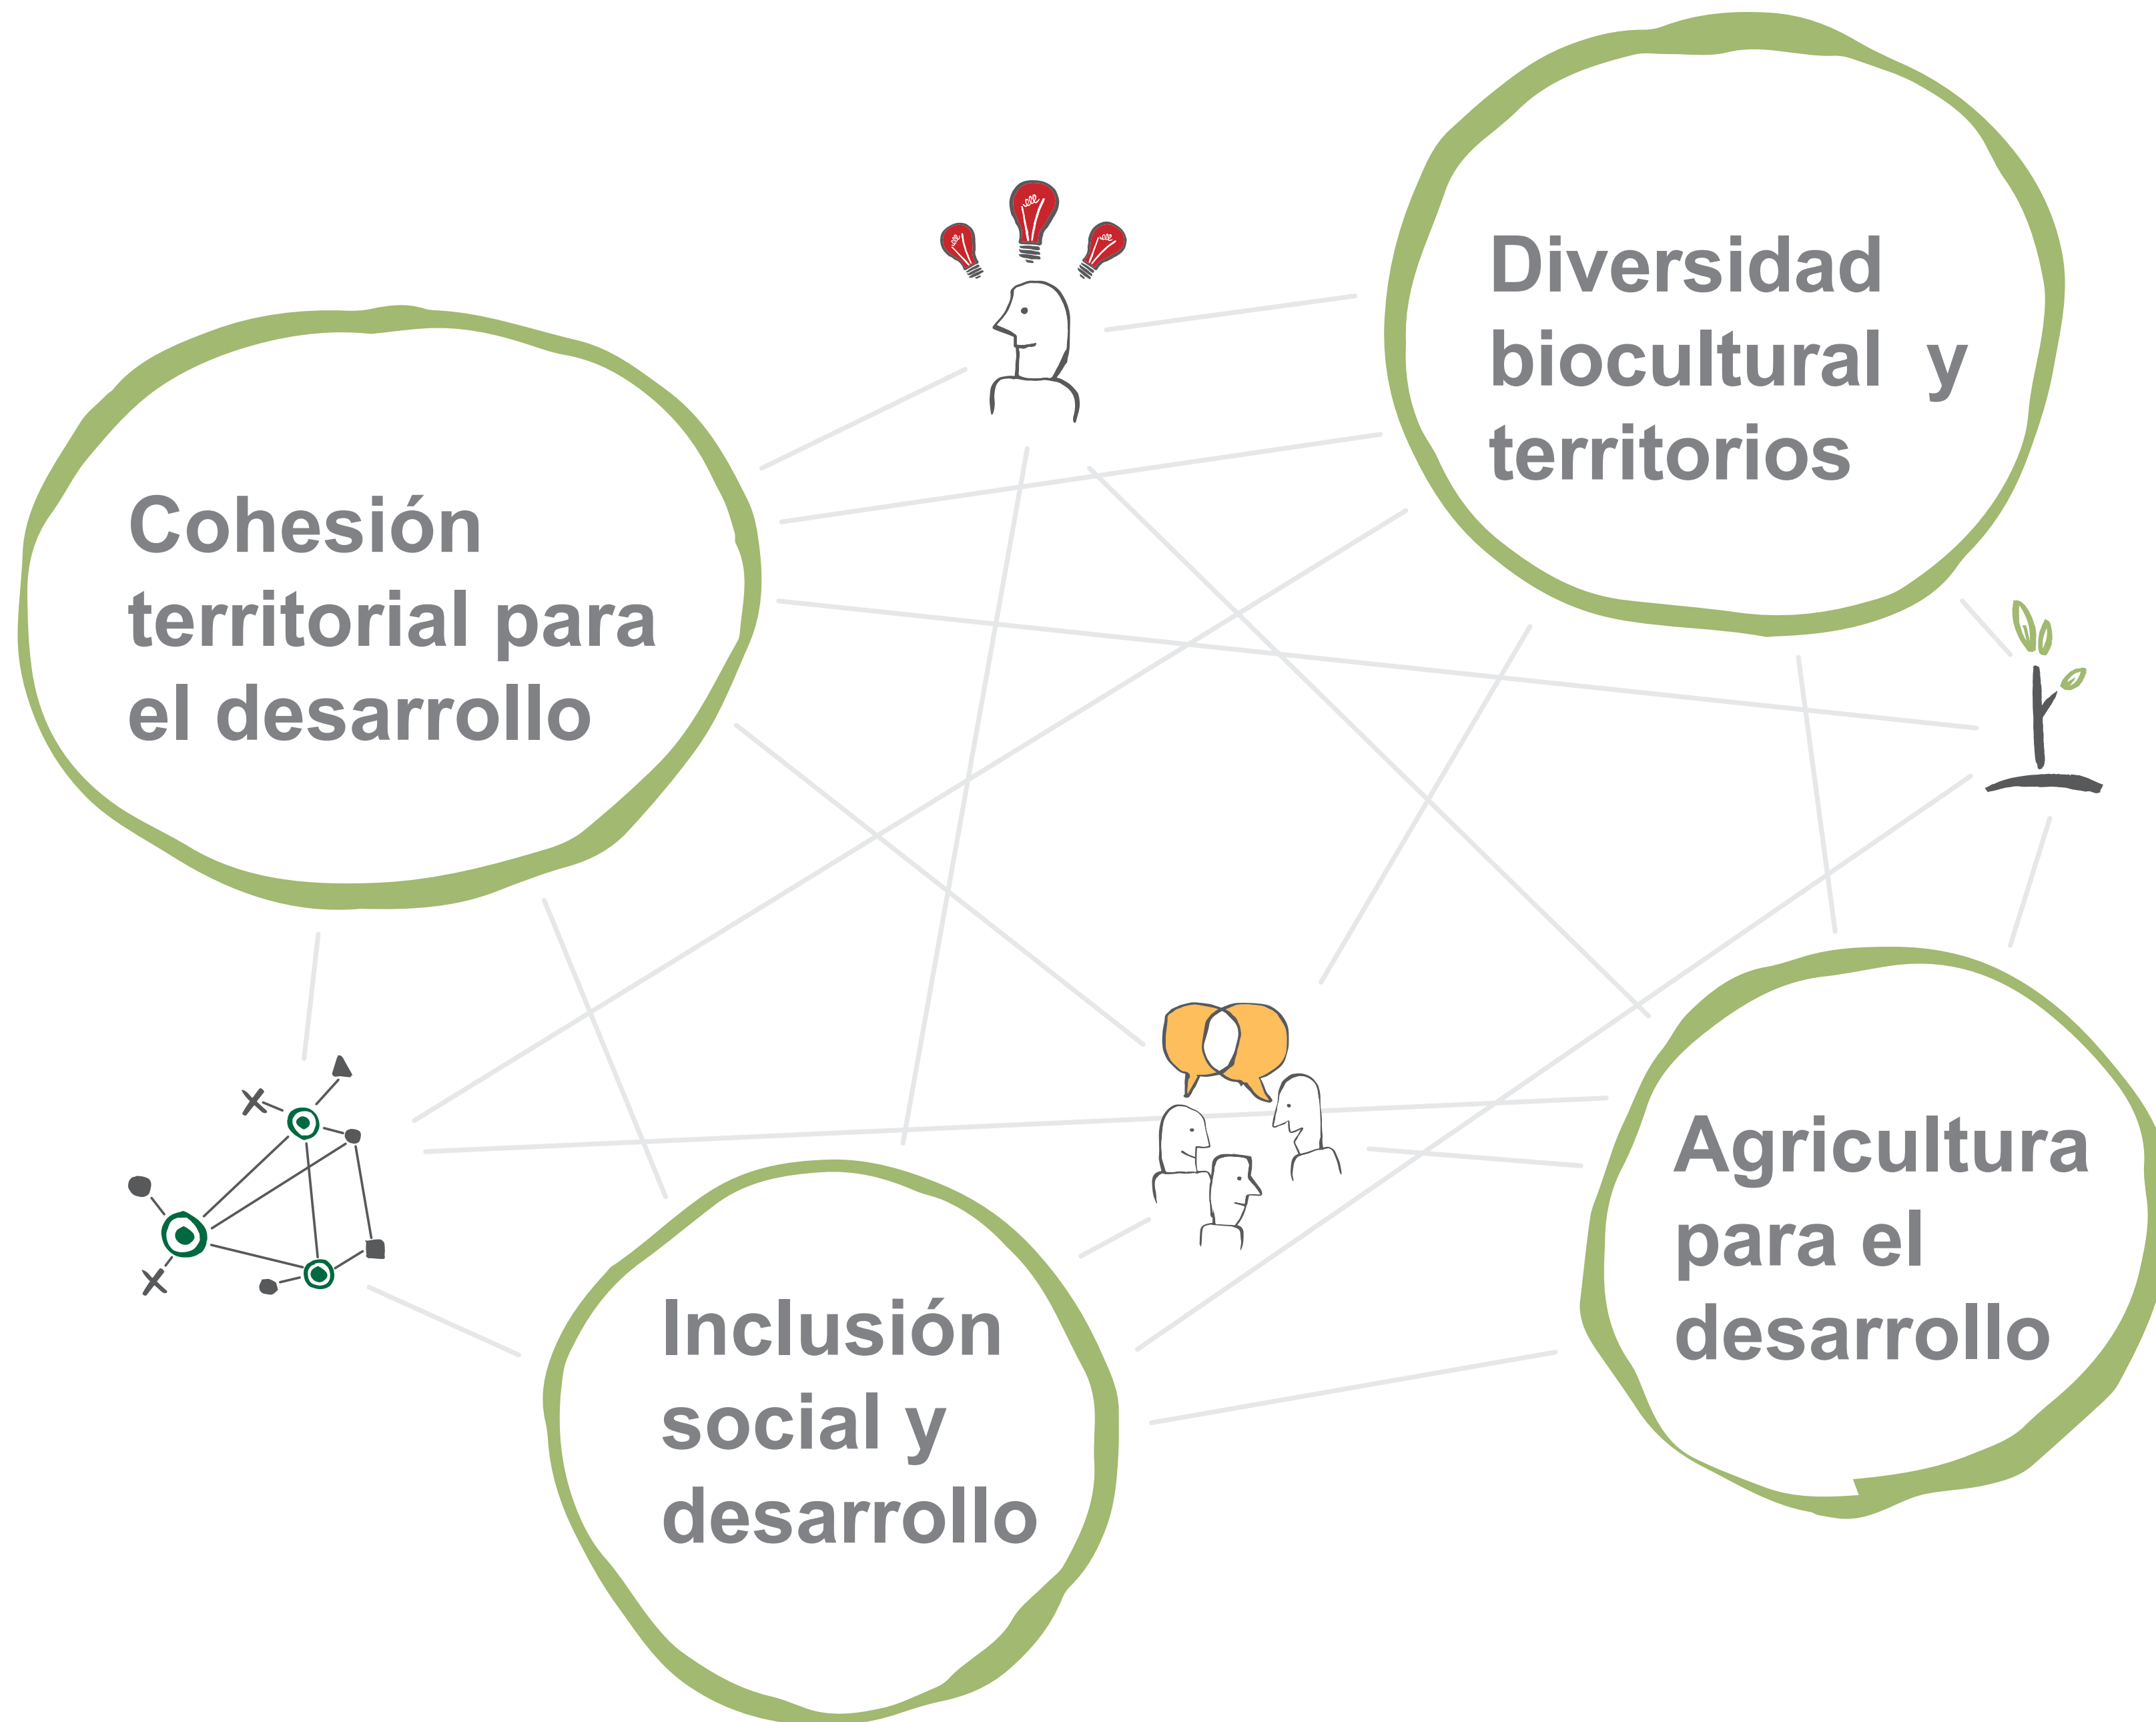 Diversidad
biocultural y
territorios
Cohesión
territorial para
el desarrollo
Agricultura
para el
desarrollo
Inclusión
social y
desarrollo